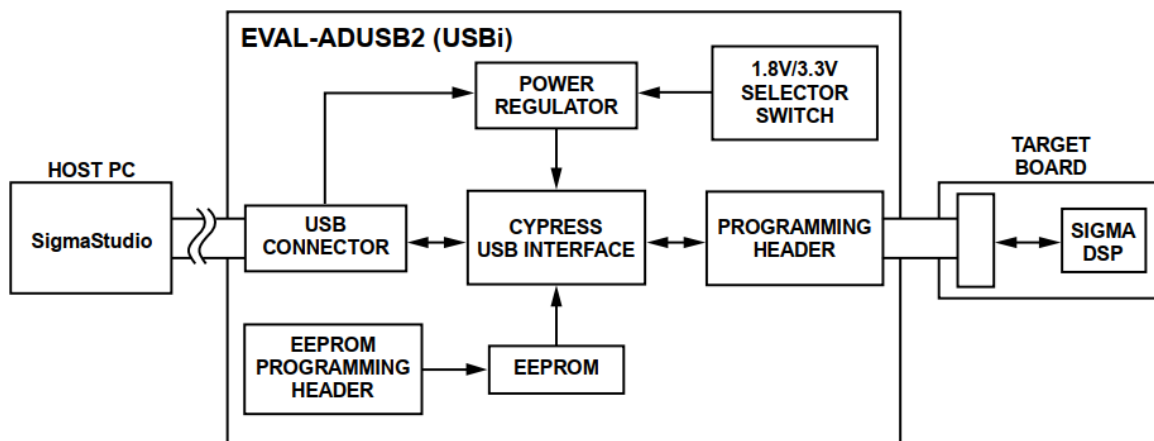 EVAL-ADUSB2 (USBi)
POWER
REGULATOR
1.8V/3.3V
SELECTOR
SWITCH
HOST PC
SigmaStudio
USB
CONNECTOR
CYPRESS
USB INTERFACE
PROGRAMMING
HEADER
TARGET
BOARD
SIGMA
DSP
EEPROM
PROGRAMMING
HEADER
EEPROM